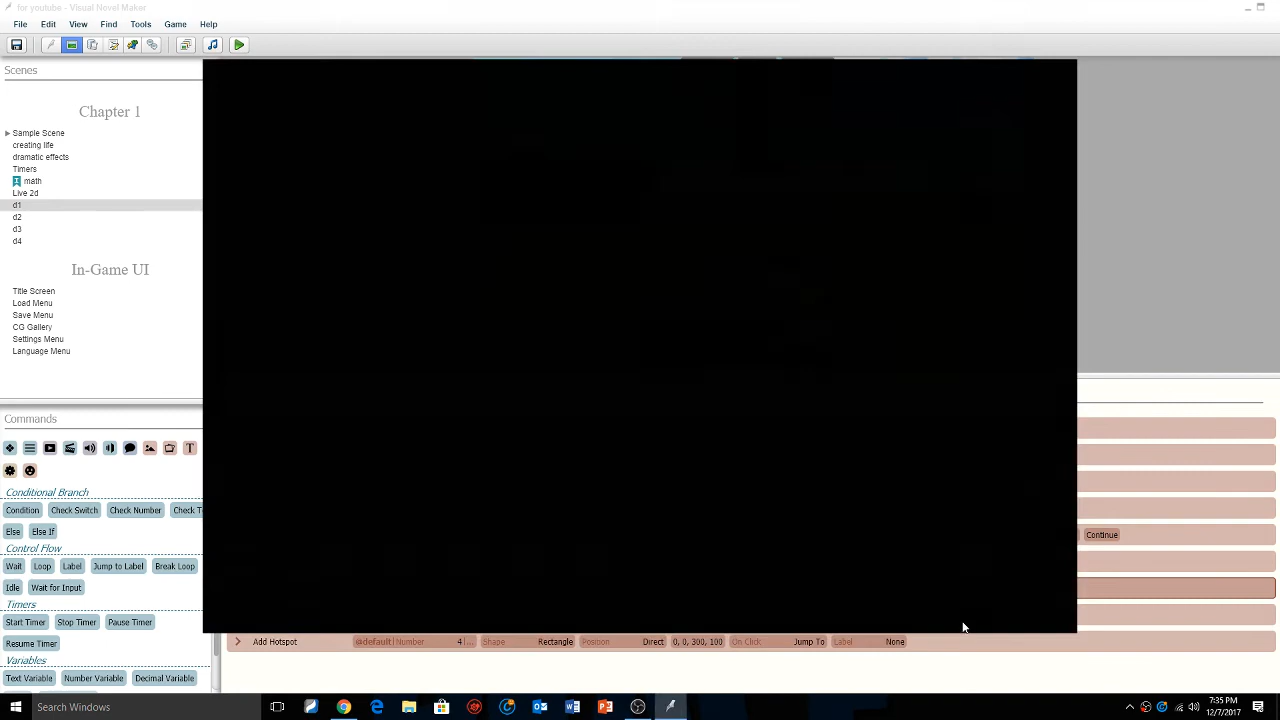 for youtube - Visual Novel Maker
File Edit View Find Tools Game Help
Scenes
Chapter 1
Sample Scene
creating life
dramatic effects
Timers
math
Live 2d
d1
d2
d3
d4
In-Game UI
Title Screen
Load Menu
Save Menu
CG Gallery
Settings Menu
Language Menu
Commands
Conditional Branch
Condition Check Switch Check Number Check T
Else Else If
Control Flow
Wait Loop Label Jump to Label Break Loop
Idle Wait for Input
Timers
Start Timer Stop Timer Pause Timer
Resume Timer
Variables
Text Variable Number Variable Decimal Variable
Continue
Add Hotspot @default Number 4 |... Shape Rectangle Position Direct 0, 0, 300, 100 On Click Jump To Label None
Search Windows
7:35 PM
12/7/2017